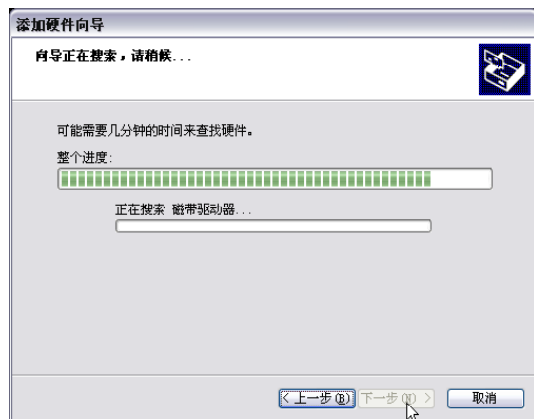 添加硬件向导
向导正在搜索，请稍候...
可能需要几分钟的时间来查找硬件。
整个进度:
正在搜索 磁带驱动器...
< 上一步(B) 下一步(N) > 取消